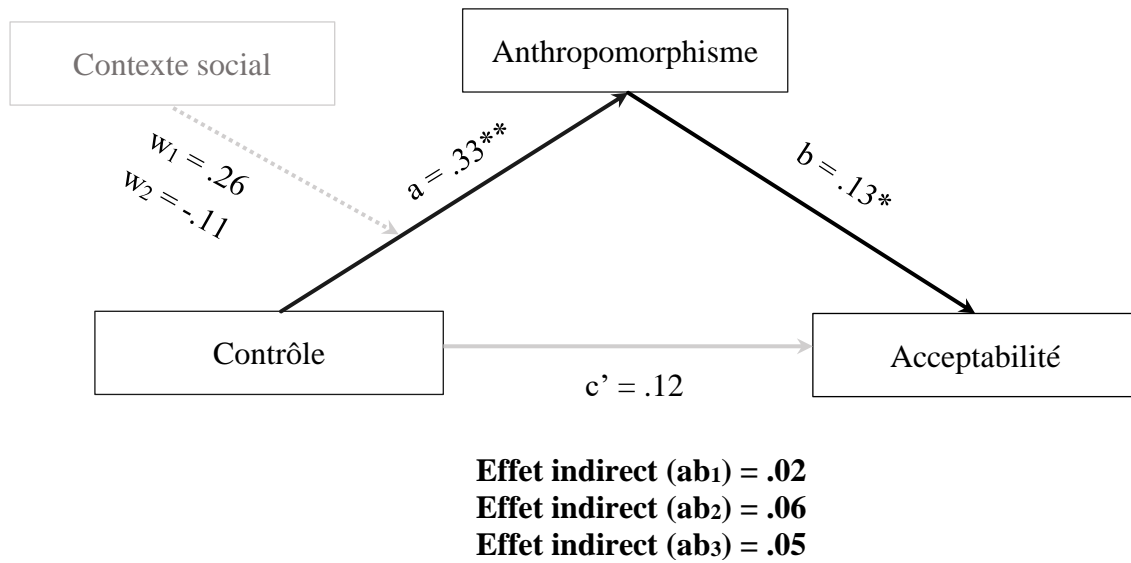 Anthropomorphisme
Contexte social
w₁ = .26
w₂ = -.11
a = .33**
b = .13*
Contrôle
Acceptabilité
c’ = .12
Effet indirect (ab₁) = .02
Effet indirect (ab₂) = .06
Effet indirect (ab₃) = .05